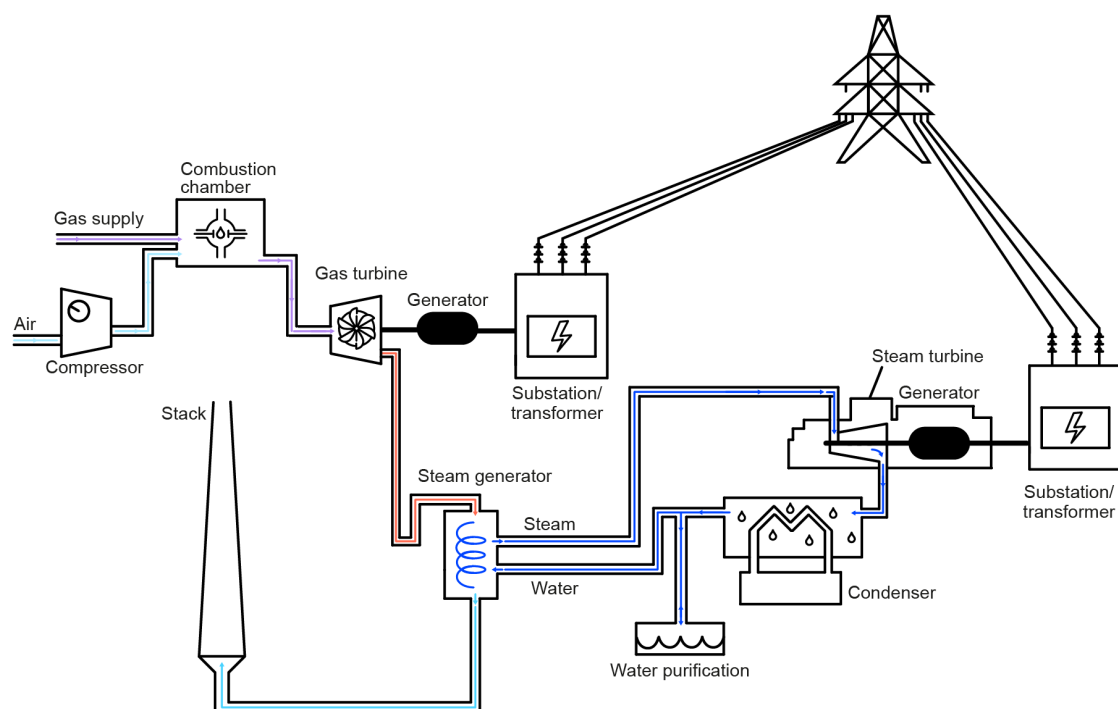 Combustion
chamber
Gas supply
Gas turbine
Generator
Air
Compressor
Substation/
transformer
Steam turbine
Generator
Stack
Steam generator
Steam
Substation/
transformer
Water
Condenser
Water purification